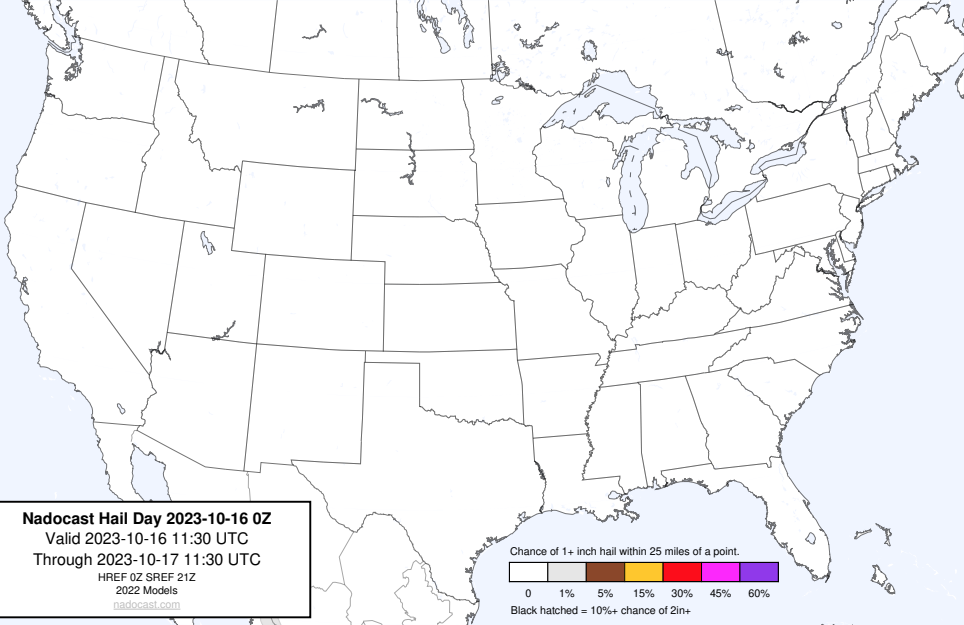 Nadocast Hail Day 2023-10-16 0Z
Valid 2023-10-16 11:30 UTC
Through 2023-10-17 11:30 UTC
HREF 0Z SREF 21Z
2022 Models
nadocast.com
Chance of 1+ inch hail within 25 miles of a point.
0 1% 5% 15% 30% 45% 60%
Black hatched = 10%+ chance of 2in+